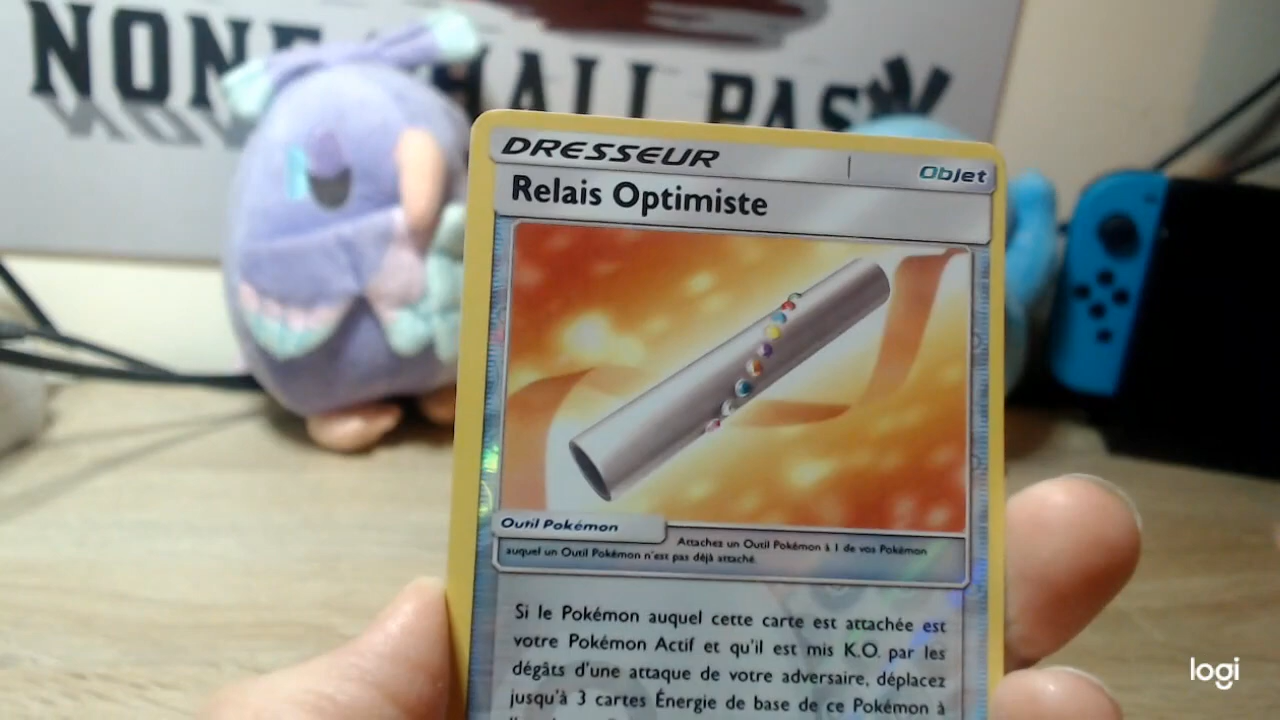 NONE SHALL PASS
DRESSEUR
Objet
Relais Optimiste
Outil Pokémon
Attachez un Outil Pokémon à 1 de vos Pokémon
auquel un Outil Pokémon n'est pas déjà attaché.
Si le Pokémon auquel cette carte est attachée est
votre Pokémon Actif et qu'il est mis K.O. par les
dégâts d'une attaque de votre adversaire, déplacez
jusqu'à 3 cartes Énergie de base de ce Pokémon à
logi